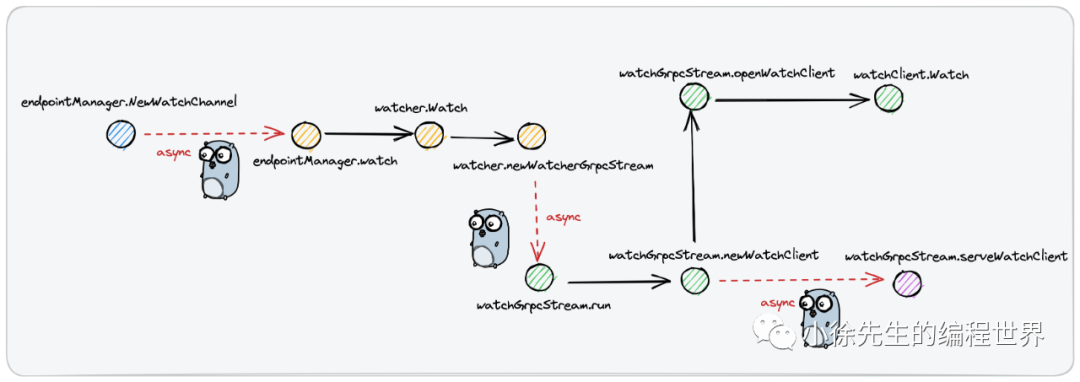 endpointManager.NewWatchChannel
async
endpointManager.watch
watcher.Watch
watcher.newWatcherGrpcStream
async
watchGrpcStream.run
watchGrpcStream.openWatchClient
watchClient.Watch
watchGrpcStream.newWatchClient
async
watchGrpcStream.serveWatchClient
小徐先生的编程世界